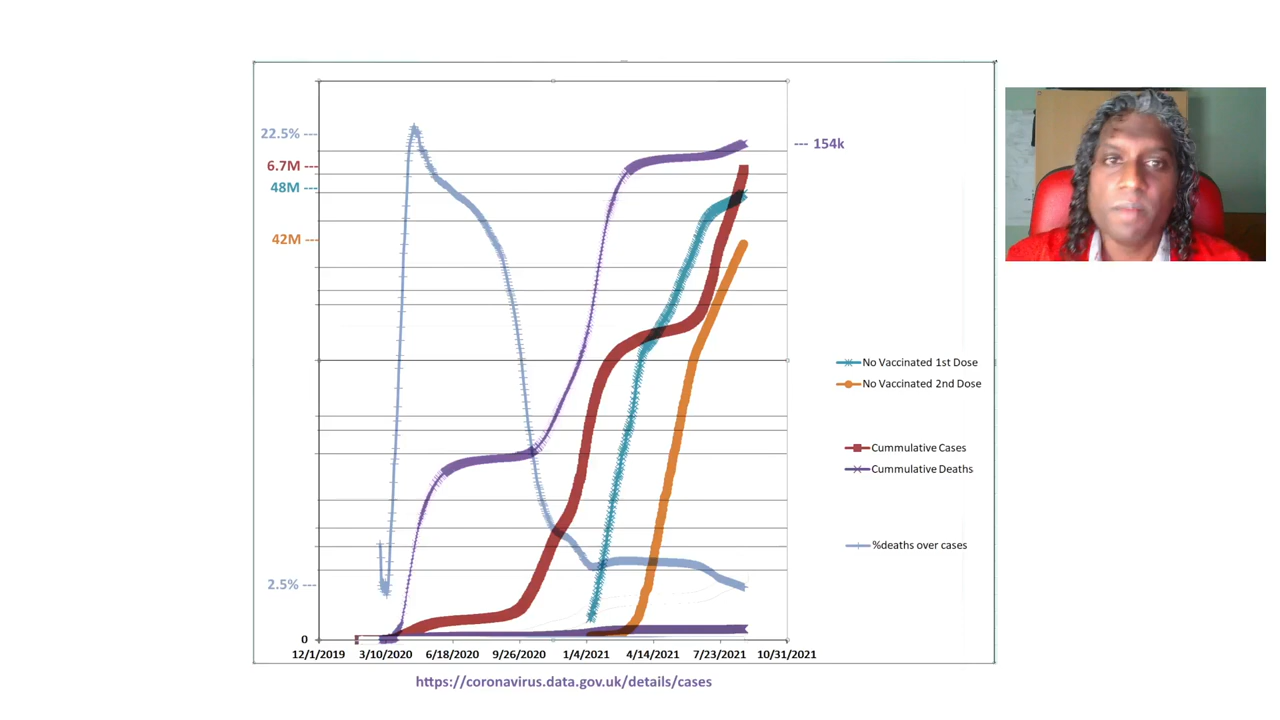 22.5% ---
6.7M ---
48M ---
42M ---
2.5% ---
0
--- 154k
No Vaccinated 1st Dose
No Vaccinated 2nd Dose
Cummulative Cases
Cummulative Deaths
%deaths over cases
12/1/2019 3/10/2020 6/18/2020 9/26/2020 1/4/2021 4/14/2021 7/23/2021 10/31/2021
https://coronavirus.data.gov.uk/details/cases